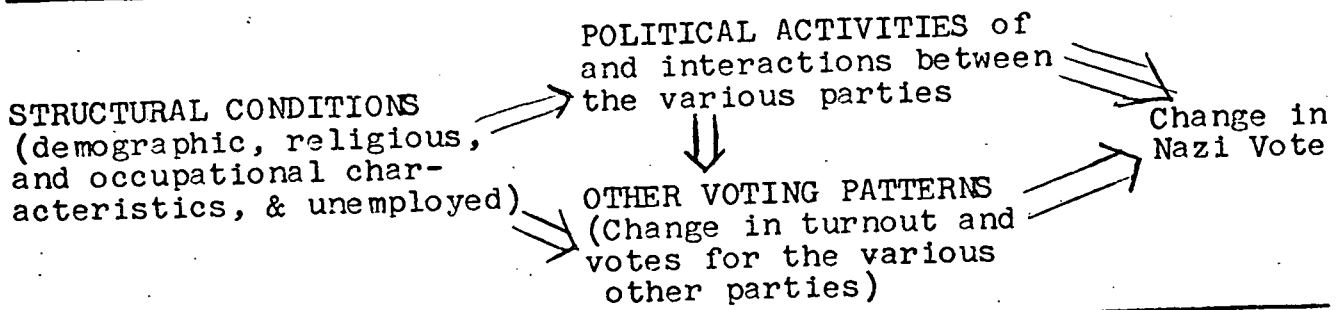 STRUCTURAL CONDITIONS
(demographic, religious,
and occupational char-
acteristics, & unemployed)
POLITICAL ACTIVITIES of
and interactions between
the various parties
OTHER VOTING PATTERNS
(Change in turnout and
votes for the various
other parties)
Change in
Nazi Vote